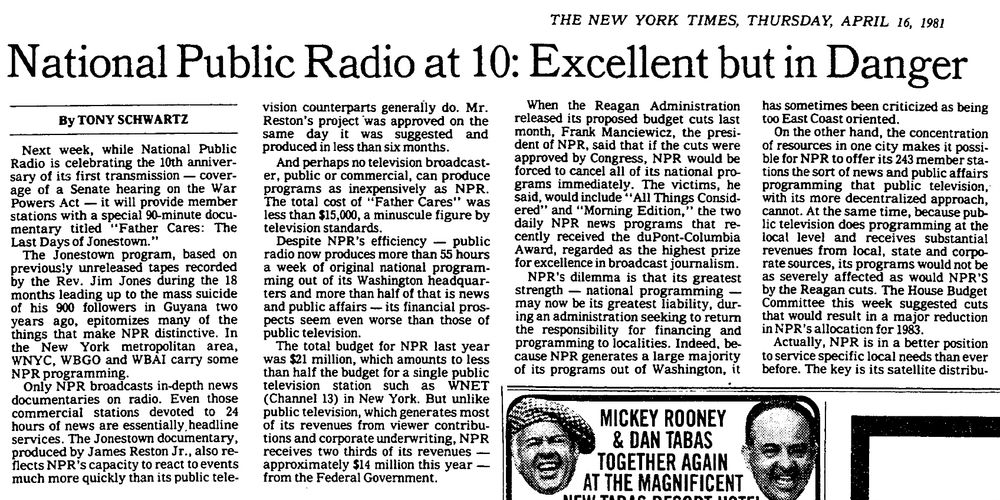 THE NEW YORK TIMES, THURSDAY, APRIL 16, 1981
National Public Radio at 10: Excellent but in Danger
By TONY SCHWARTZ
Next week, while National Public
Radio is celebrating the 10th anniver-
sary of its first transmission — cover-
age of a Senate hearing on the War
Powers Act — it will provide member
stations with a special 90-minute docu-
mentary titled "Father Cares: The
Last Days of Jonestown."
The Jonestown program, based on
previously unreleased tapes recorded
by the Rev. Jim Jones during the 18
months leading up to the mass suicide
of his 900 followers in Guyana two
years ago, epitomizes many of the
things that make NPR distinctive. In
the New York metropolitan area,
WNYC, WBGO and WBAI carry some
NPR programming.
Only NPR broadcasts in-depth news
documentaries on radio. Even those
commercial stations devoted to 24
hours of news are essentially headline
services. The Jonestown documentary,
produced by James Reston Jr., also re-
flects NPR's capacity to react to events
much more quickly than its public tele-
vision counterparts generally do. Mr.
Reston's project was approved on the
same day it was suggested and
produced in less than six months.
And perhaps no television broadcast-
er, public or commercial, can produce
programs as inexpensively as NPR.
The total cost of "Father Cares" was
less than $15,000, a minuscule figure by
television standards.
Despite NPR's efficiency — public
radio now produces more than 55 hours
a week of original national program-
ming out of its Washington headquar-
ters and more than half of that is news
and public affairs — its financial pros-
pects seem even worse than those of
public television.
The total budget for NPR last year
was $21 million, which amounts to less
than half the budget for a single public
television station such as WNET
(Channel 13) in New York. But unlike
public television, which generates most
of its revenues from viewer contribu-
tions and corporate underwriting, NPR
receives two thirds of its revenues —
approximately $14 million this year —
from the Federal Government.
When the Reagan Administration
released its proposed budget cuts last
month, Frank Manciewicz, the presi-
dent of NPR, said that if the cuts were
approved by Congress, NPR would be
forced to cancel all of its national pro-
grams immediately. The victims, he
said, would include "All Things Consid-
ered" and "Morning Edition," the two
daily NPR news programs that re-
cently received the duPont-Columbia
Award, regarded as the highest prize
for excellence in broadcast journalism.
NPR's dilemma is that its greatest
strength — national programming —
may now be its greatest liability, dur-
ing an administration seeking to return
the responsibility for financing and
programming to localities. Indeed, be-
cause NPR generates a large majority
of its programs out of Washington, it
has sometimes been criticized as being
too East Coast oriented.
On the other hand, the concentration
of resources in one city makes it possi-
ble for NPR to offer its 243 member sta-
tions the sort of news and public affairs
programming that public television,
with its more decentralized approach,
cannot. At the same time, because pub-
lic television does programming at the
local level and receives substantial
revenues from local, state and corpo-
rate sources, its programs would not be
as severely affected as would NPR'S
by the Reagan cuts. The House Budget
Committee this week suggested cuts
that would result in a major reduction
in NPR's allocation for 1983.
Actually, NPR is in a better position
to service specific local needs than ever
before. The key is its satellite distribu-
MICKEY ROONEY
& DAN TABAS
TOGETHER AGAIN
AT THE MAGNIFICENT
NEW TABAS RESORT HOTEL